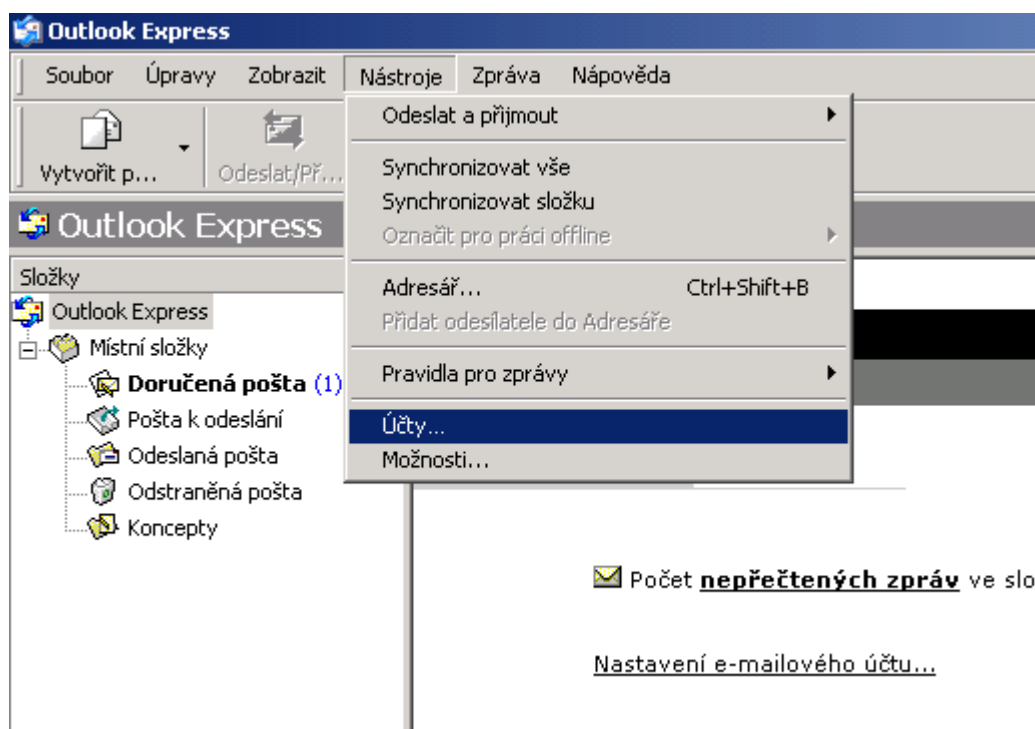 Outlook Express
Soubor Úpravy Zobrazit Nástroje Zpráva Nápověda
Vytvořit p... Odeslat/Př...
Outlook Express
Odeslat a přijmout
Synchronizovat vše
Synchronizovat složku
Označit pro práci offline
Adresář... Ctrl+Shift+B
Přidat odesílatele do Adresáře
Pravidla pro zprávy
Účty...
Možnosti...
Složky
Outlook Express
Místní složky
Doručená pošta (1)
Pošta k odeslání
Odeslaná pošta
Odstraněná pošta
Koncepty
Počet nepřečtených zpráv ve slo
Nastavení e-mailového účtu...